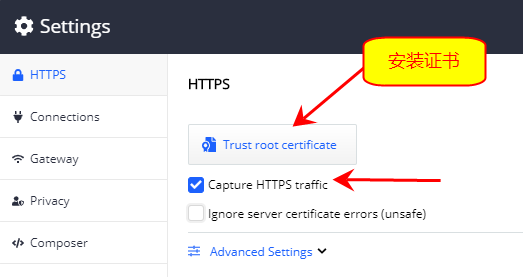 Settings
安装证书
HTTPS
Connections
Gateway
Privacy
Composer
HTTPS
Trust root certificate
Capture HTTPS traffic
Ignore server certificate errors (unsafe)
Advanced Settings